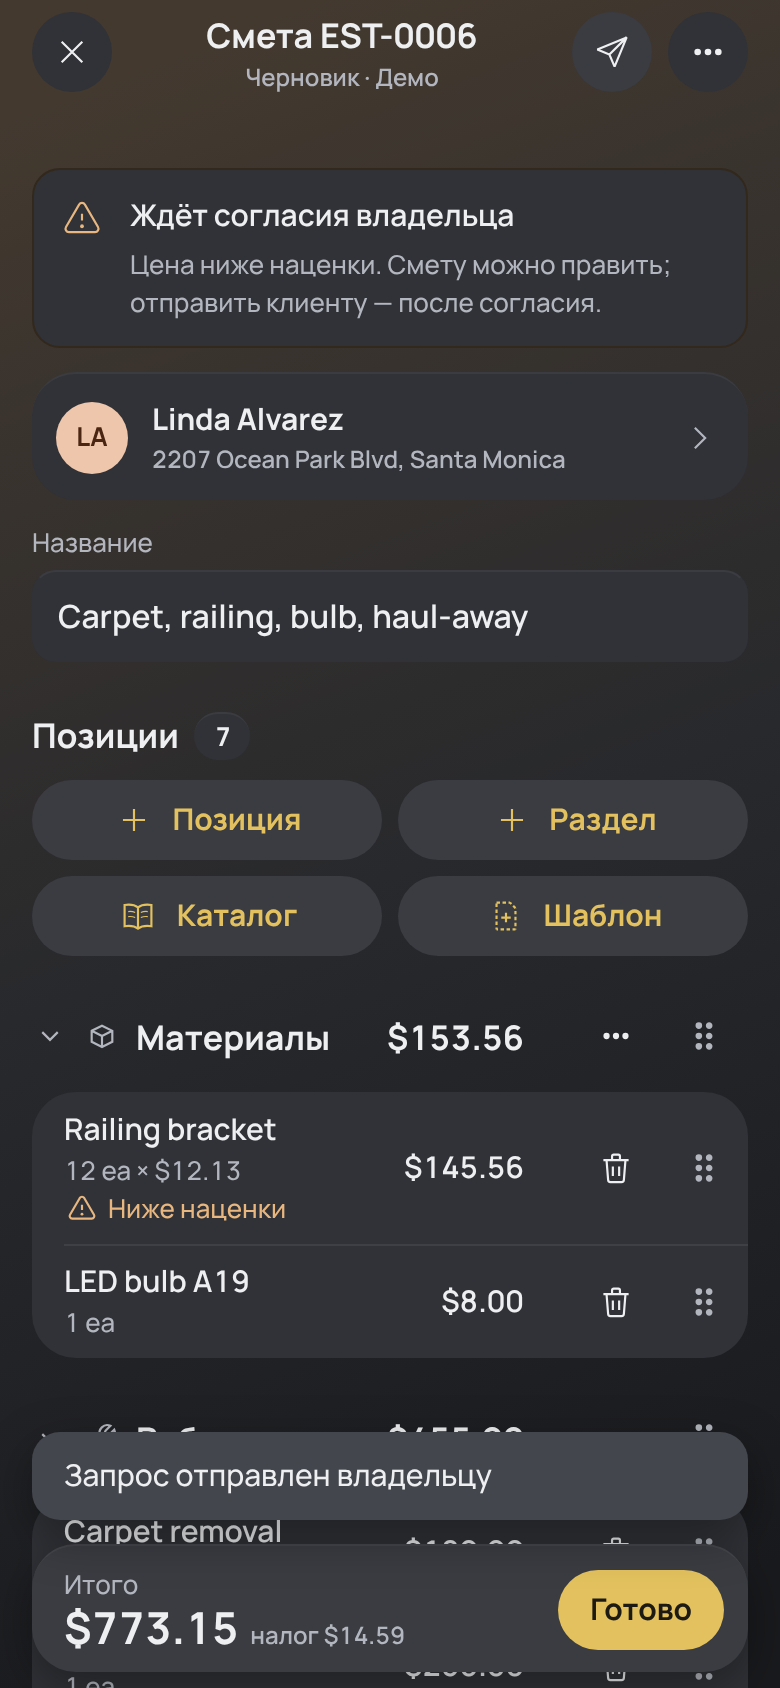 Смета EST-0006
Черновик · Демо
Ждёт согласия владельца
Цена ниже наценки. Смету можно править;
отправить клиенту — после согласия.
LA
Linda Alvarez
2207 Ocean Park Blvd, Santa Monica
Название
Carpet, railing, bulb, haul-away
Позиции 7
Позиция
Раздел
Каталог
Шаблон
Материалы $153.56
Railing bracket
12 ea × $12.13
$145.56
Ниже наценки
LED bulb A19
1 ea
$8.00
Запрос отправлен владельцу
Carpet removal
Итого
$773.15 налог $14.59
Готово
1 ea